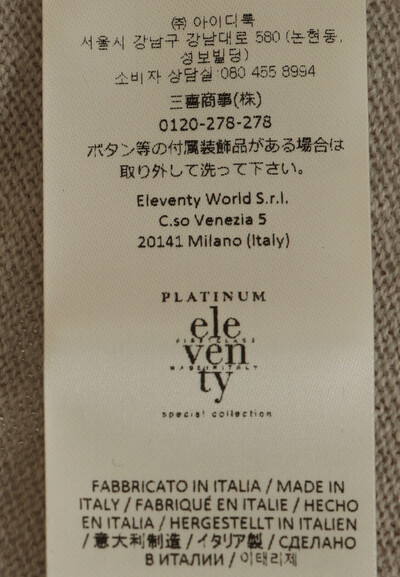 ㈜ 아이디룩
서울시 강남구 강남대로 580 (논현동,
성보빌딩)
소비자 상담실:080 455 8994
三喜商事(株)
0120-278-278
ボタン等の付属装飾品がある場合は
取り外して洗って下さい。
Eleventy World S.r.l.
C.so Venezia 5
20141 Milano (Italy)
PLATINUM
ele
FIRST CLASS
ven
MADE IN ITALY
ty
special collection
FABBRICATO IN ITALIA / MADE IN
ITALY / FABRIQUÉ EN ITALIE / HECHO
EN ITALIA / HERGESTELLT IN ITALIEN
/ 意大利制造 / イタリア製 / СДЕЛАНО
В ИТАЛИИ / 이태리제